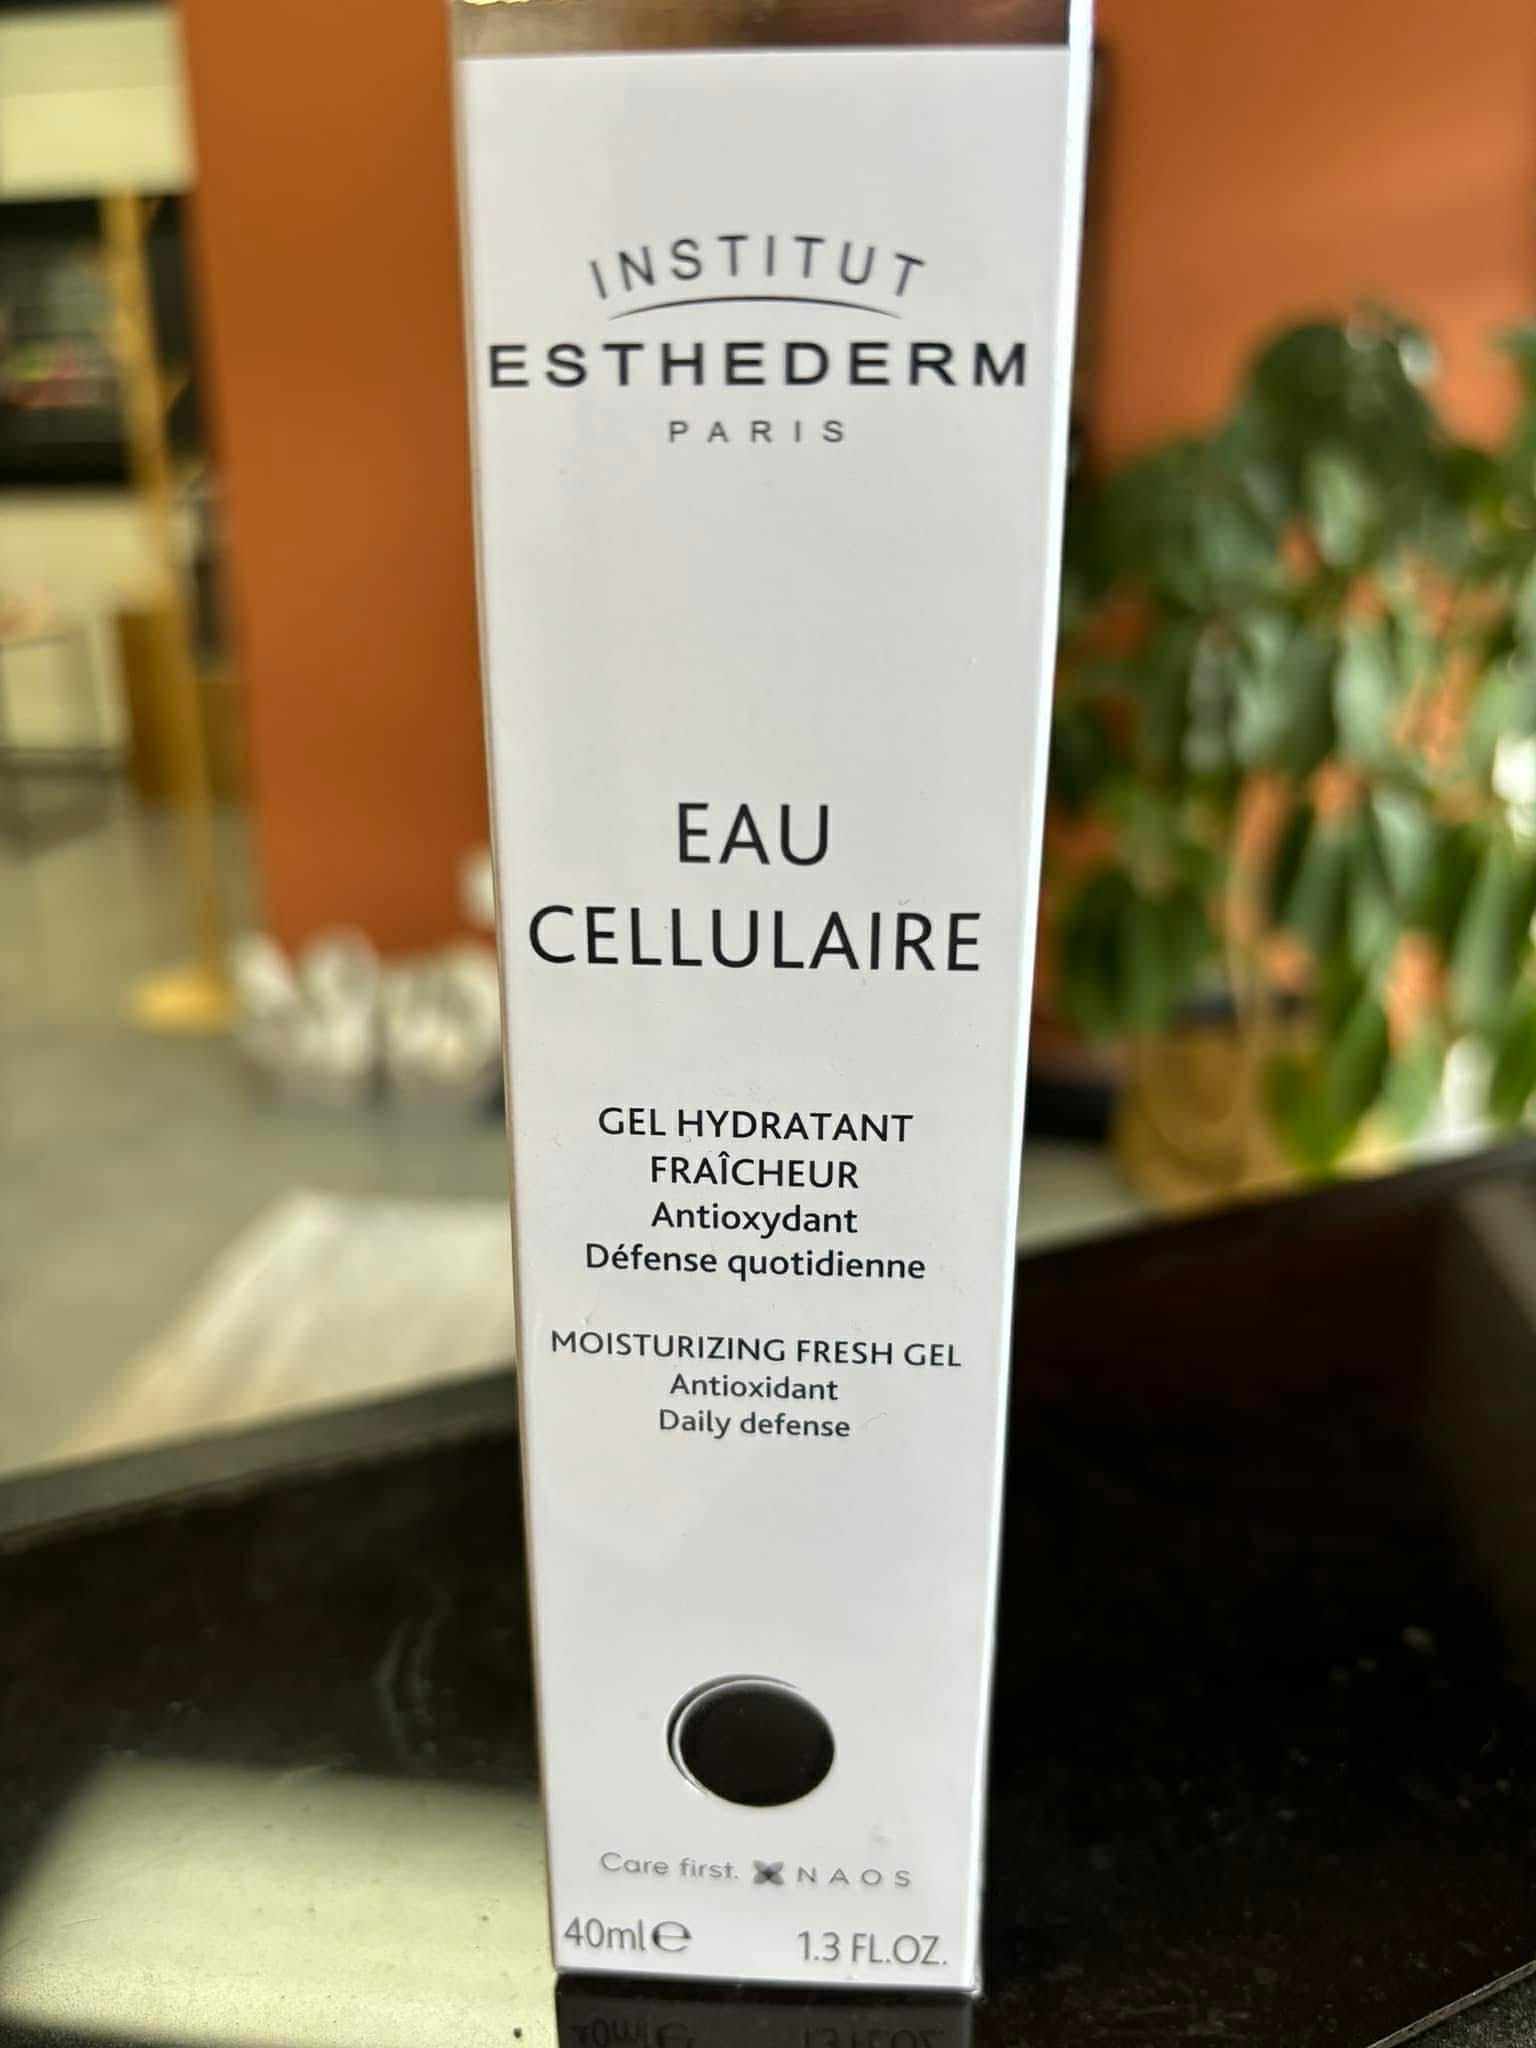 INSTITUT
ESTHEDERM
PARIS
EAU
CELLULAIRE
GEL HYDRATANT
FRAÎCHEUR
Antioxydant
Défense quotidienne
MOISTURIZING FRESH GEL
Antioxidant
Daily defense
Care first. NAOS
40ml℮ 1.3 FL.OZ.